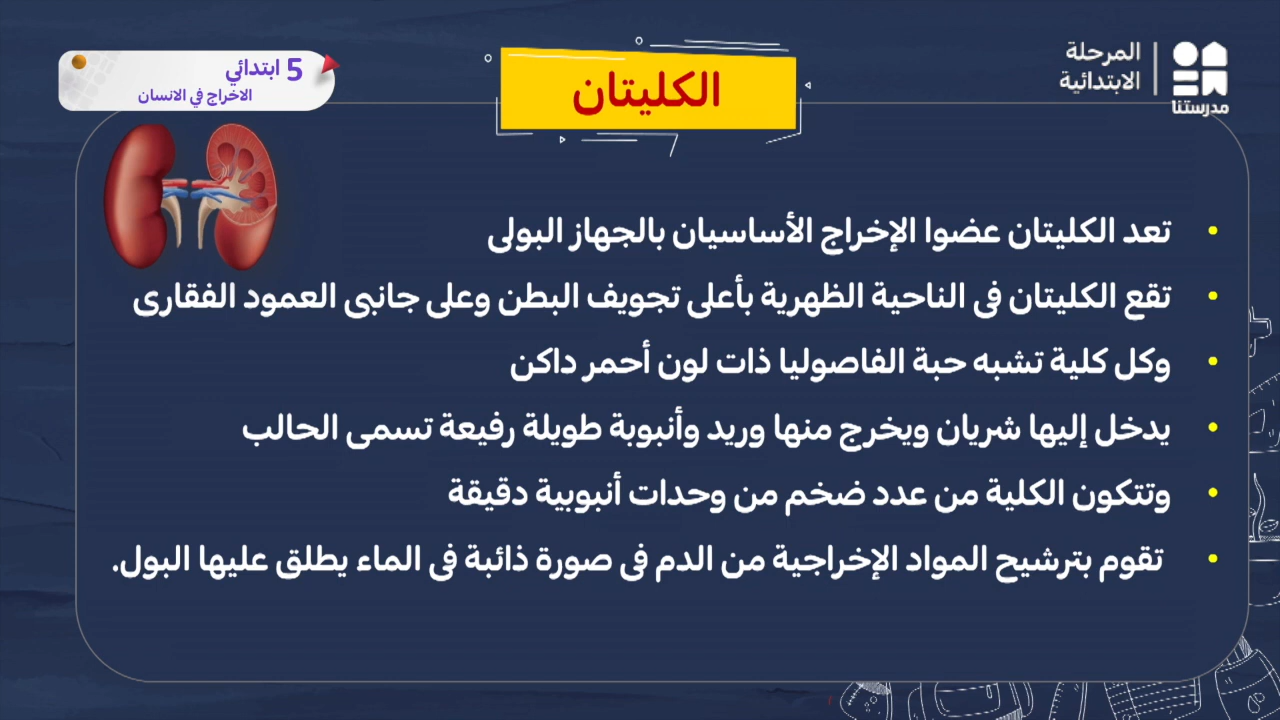 المرحلة
الابتدائية
مدرستنا
5 ابتدائي
الاخراج في الانسان
الكليتان
• تعد الكليتان عضوا الإخراج الأساسيان بالجهاز البولى
• تقع الكليتان فى الناحية الظهرية بأعلى تجويف البطن وعلى جانبى العمود الفقارى
• وكل كلية تشبه حبة الفاصوليا ذات لون أحمر داكن
• يدخل إليها شريان ويخرج منها وريد وأنبوبة طويلة رفيعة تسمى الحالب
• وتتكون الكلية من عدد ضخم من وحدات أنبوبية دقيقة
• تقوم بترشيح المواد الإخراجية من الدم فى صورة ذائبة فى الماء يطلق عليها البول.